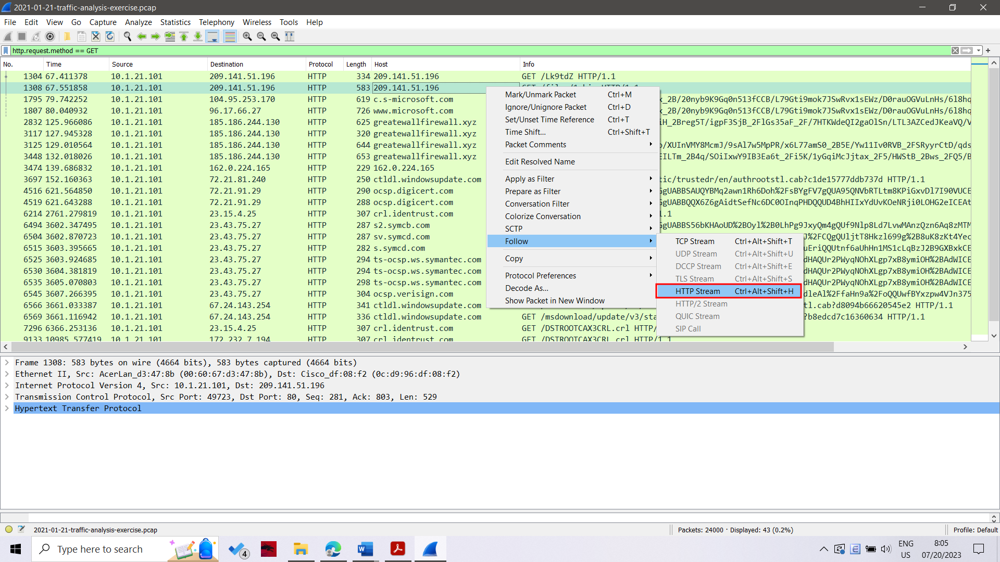 2021-01-21-traffic-analysis-exercise.pcap
File Edit View Go Capture Analyze Statistics Telephony Wireless Tools Help
http.request.method == GET
No. Time Source Destination Protocol Length Host Info
1304 67.411378 10.1.21.101 209.141.51.196 HTTP 334 209.141.51.196 GET /Lk9tdZ HTTP/1.1
1308 67.551858 10.1.21.101 209.141.51.196 HTTP 583 209.141.51.196
1795 79.742252 10.1.21.101 104.95.253.170 HTTP 619 c.s-microsoft.com x_2B/20nyb9K9Gq0n513fCCB/L79Gti9mok7JSwRvx1sEWz/D0rauOGVuLnHs/6l8hq
1807 80.040932 10.1.21.101 96.17.66.27 HTTP 726 www.microsoft.com x_2B/20nyb9K9Gq0n513fCCB/L79Gti9mok7JSwRvx1sEWz/D0rauOGVuLnHs/6l8hq
2832 125.966086 10.1.21.101 185.186.244.130 HTTP 625 greatewallfirewall.xyz iH_2Breg5T/igpF3SjB_2FlGs35aF_2F/7HTKWdeQI2gaOlSn/LTL3AZCedJKeaVQ/V
3117 127.945328 10.1.21.101 185.186.244.130 HTTP 320 greatewallfirewall.xyz
3125 129.010564 10.1.21.101 185.186.244.130 HTTP 644 greatewallfirewall.xyz /XUInVMY8McmJ/9sAl7w5MpPR/x6L77amS0_2B5E/Yw11Iv0RVB_2FSRyyrCtD/qds
3448 132.018026 10.1.21.101 185.186.244.130 HTTP 653 greatewallfirewall.xyz EILTm_2B4q/SOiIxwY9IB3Ea6t_2Fi5K/1yGqiMcJjtax_2F5/HWStB_2Bws_2FQ5/B
3474 139.686832 10.1.21.101 162.0.224.165 HTTP 229 162.0.224.165
3697 152.160363 10.1.21.101 72.21.81.240 HTTP 250 ctldl.windowsupdate.com tic/trustedr/en/authrootstl.cab?c1de15777ddb737d HTTP/1.1
4516 621.564850 10.1.21.101 72.21.91.29 HTTP 290 ocsp.digicert.com GgUABBSAUQYBMq2awn1Rh6Doh%2FsBYgFV7gQUA95QNVbRTLtm8KPiGxvDl7I90VUCE
4519 621.643288 10.1.21.101 72.21.91.29 HTTP 288 ocsp.digicert.com GgUABBQQX6Z6gAidtSefNc6DC0OInqPHDQQUD4BhHIIxYdUvKOeNRji0LOHG2eICEAt
6214 2761.279819 10.1.21.101 23.15.4.25 HTTP 307 crl.identrust.com 1.1
6494 3602.347495 10.1.21.101 23.43.75.27 HTTP 287 s2.symcb.com GgUABBS56bKHAoUD%2BOyl%2B0LhPg9JxyQm4gQUf9Nlp8Ld7LvwMAnzQzn6Aq8zMTM
6504 3602.870723 10.1.21.101 23.43.75.27 HTTP 287 sv.symcd.com J%2FCQgQUljtT8Hkzl699g%2B8uK8zKt4Yec
6515 3603.395665 10.1.21.101 23.43.75.27 HTTP 282 s.symcd.com uEriQQUtnf6aUhHn1MS1cLqBzJ2B9GXBxkCE
6525 3603.924685 10.1.21.101 23.43.75.27 HTTP 294 ts-ocsp.ws.symantec.com dHAQUr2PWyqNOhXLgp7xB8ymiOH%2BAdWICE
6530 3604.381819 10.1.21.101 23.43.75.27 HTTP 294 ts-ocsp.ws.symantec.com dHAQUr2PWyqNOhXLgp7xB8ymiOH%2BAdWICE
6535 3605.070803 10.1.21.101 23.43.75.27 HTTP 298 ts-ocsp.ws.symantec.com dHAQUr2PWyqNOhXLgp7xB8ymiOH%2BAdWICE
6545 3607.266395 10.1.21.101 23.43.75.27 HTTP 304 ocsp.verisign.com dleAl%2FfaHn9a%2FoQQUwfBYxzpw4VJn375
6566 3661.033387 10.1.21.101 67.24.143.254 HTTP 341 ctldl.windowsupdate.com tl.cab?d8094b66620545e2 HTTP/1.1
6569 3661.116942 10.1.21.101 67.24.143.254 HTTP 336 ctldl.windowsupdate.com GET /msdownload/update/v3/sta ?b8edcd7c16360634 HTTP/1.1
7296 6366.253136 10.1.21.101 23.15.4.25 HTTP 307 crl.identrust.com GET /DSTROOTCAX3CRL.crl HTTP/
9133 10985.577419 10.1.21.101 172.232.7.194 HTTP 307 crl.identrust.com GET /DSTROOTCAX3CRL.crl HTTP/1.1
Mark/Unmark Packet Ctrl+M
Ignore/Unignore Packet Ctrl+D
Set/Unset Time Reference Ctrl+T
Time Shift... Ctrl+Shift+T
Packet Comments
Edit Resolved Name
Apply as Filter
Prepare as Filter
Conversation Filter
Colorize Conversation
SCTP
Follow
Copy
Protocol Preferences
Decode As...
Show Packet in New Window
TCP Stream Ctrl+Alt+Shift+T
UDP Stream Ctrl+Alt+Shift+U
DCCP Stream Ctrl+Alt+Shift+E
TLS Stream Ctrl+Alt+Shift+S
HTTP Stream Ctrl+Alt+Shift+H
HTTP/2 Stream
QUIC Stream
SIP Call
Frame 1308: 583 bytes on wire (4664 bits), 583 bytes captured (4664 bits)
Ethernet II, Src: AcerLan_d3:47:8b (00:60:67:d3:47:8b), Dst: Cisco_df:08:f2 (0c:d9:96:df:08:f2)
Internet Protocol Version 4, Src: 10.1.21.101, Dst: 209.141.51.196
Transmission Control Protocol, Src Port: 49723, Dst Port: 80, Seq: 281, Ack: 803, Len: 529
Hypertext Transfer Protocol
2021-01-21-traffic-analysis-exercise.pcap
Packets: 24000 · Displayed: 43 (0.2%)
Profile: Default
Type here to search
4
ENG
US
8:05
07/20/2023